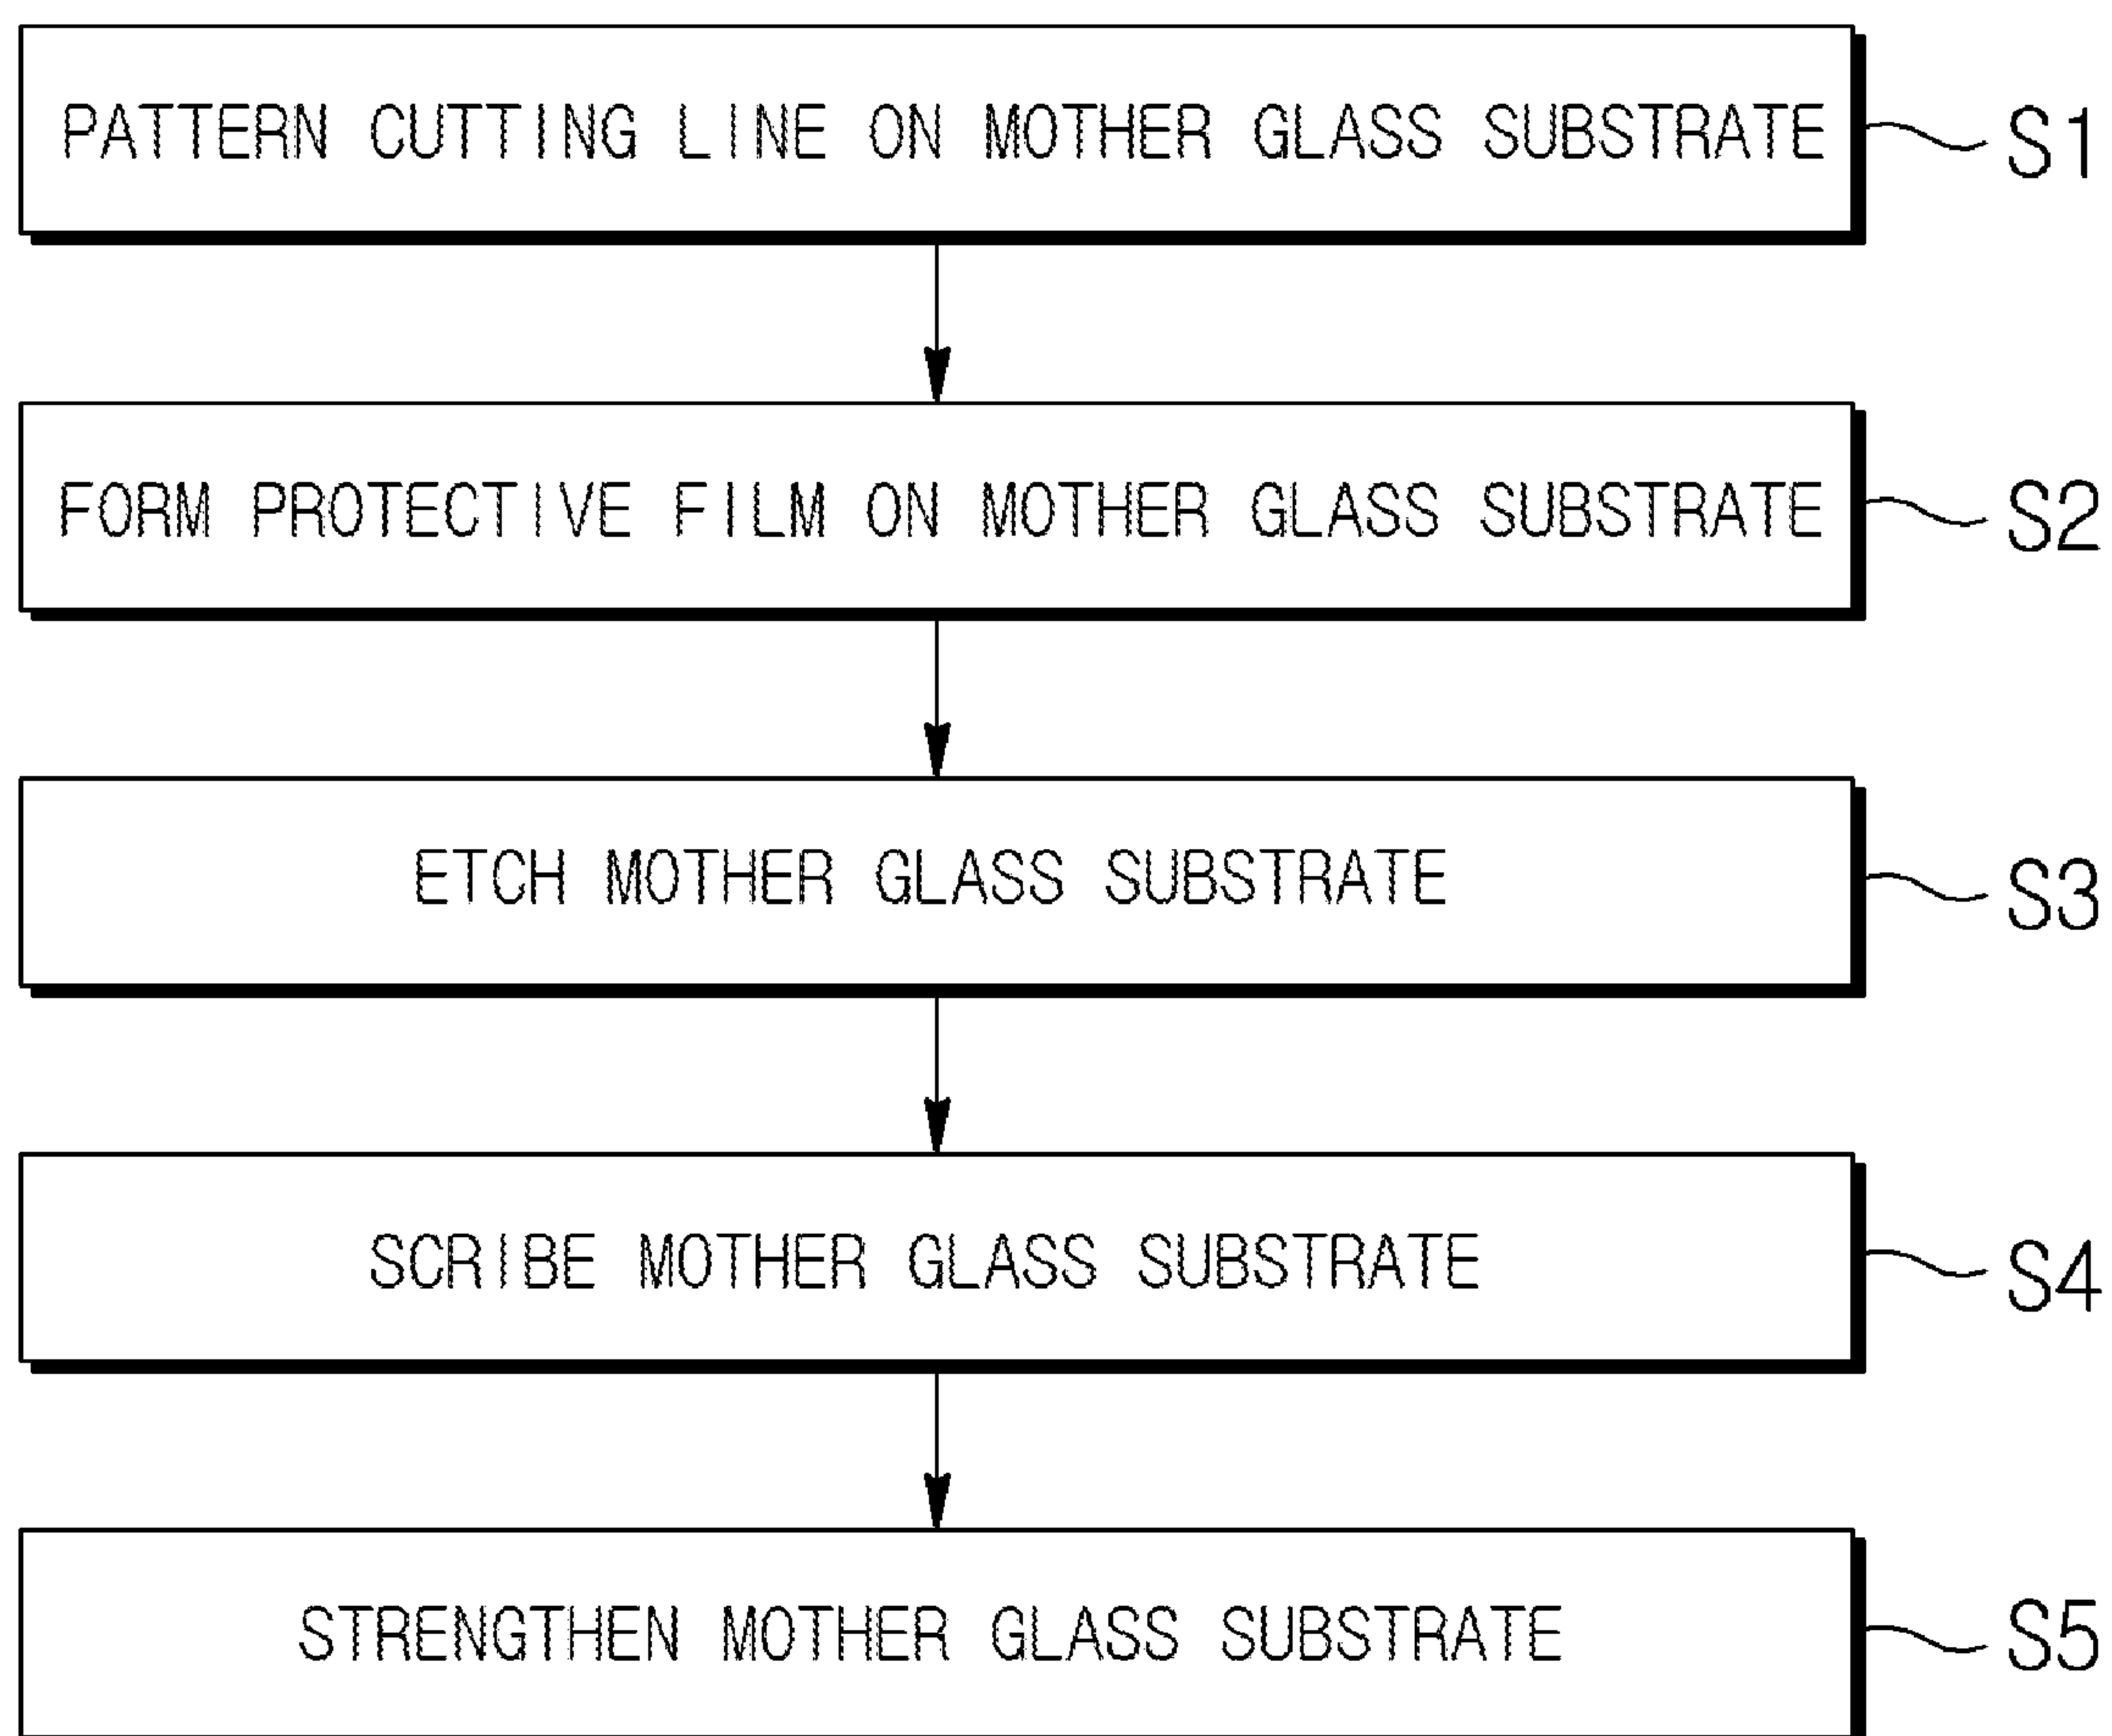 PATTERN CUTTING LINE ON MOTHER GLASS SUBSTRATE S1
FORM PROTECTIVE FILM ON MOTHER GLASS SUBSTRATE S2
ETCH MOTHER GLASS SUBSTRATE S3
SCRIBE MOTHER GLASS SUBSTRATE S4
STRENGTHEN MOTHER GLASS SUBSTRATE S5